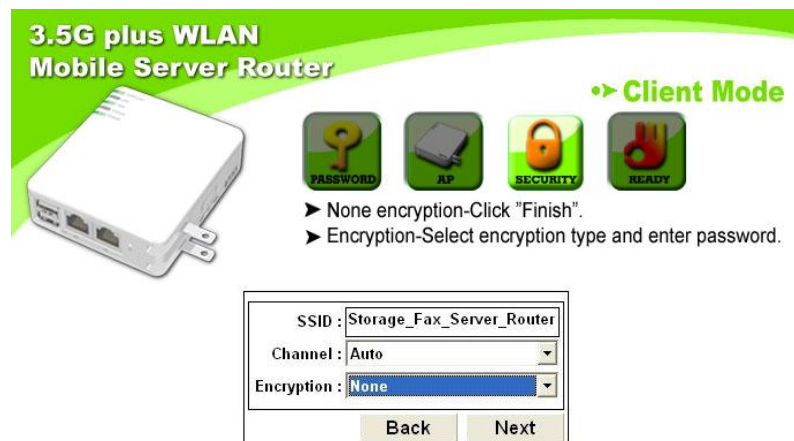 3.5G plus WLAN
Mobile Server Router
Client Mode
PASSWORD
AP
SECURITY
READY
➤ None encryption-Click ”Finish”.
➤ Encryption-Select encryption type and enter password.
SSID : Storage_Fax_Server_Router
Channel : Auto
Encryption : None
Back Next